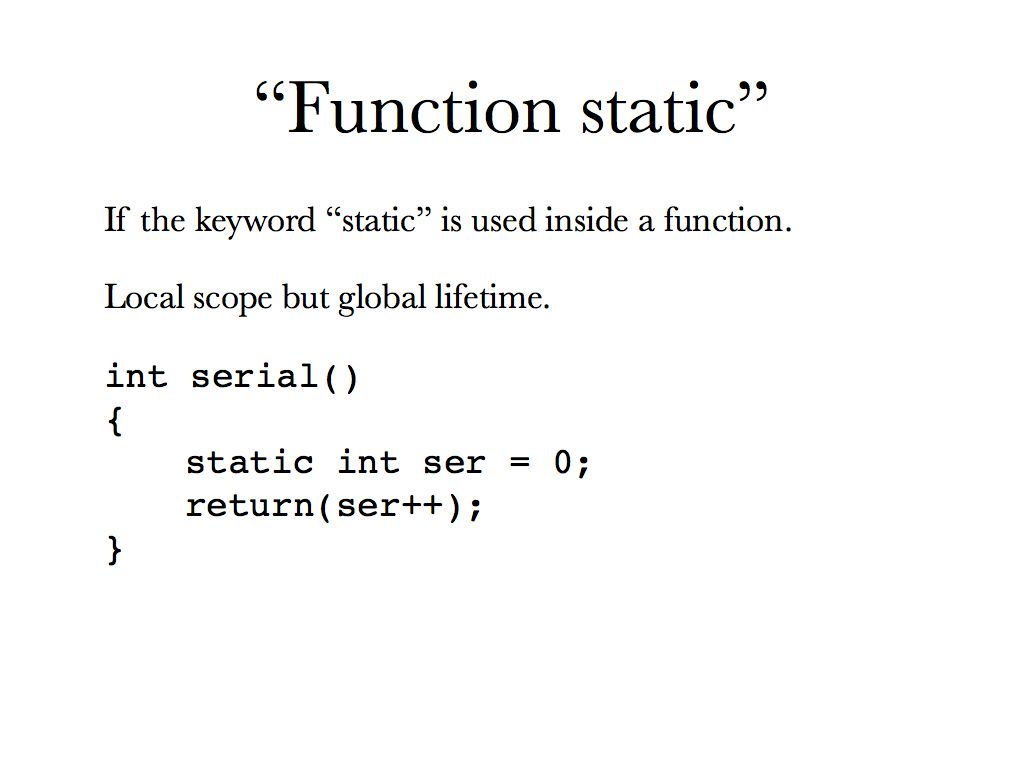 “Function static”
If the keyword “static” is used inside a function.
Local scope but global lifetime.
int serial()
{
    static int ser = 0;
    return(ser++);
}